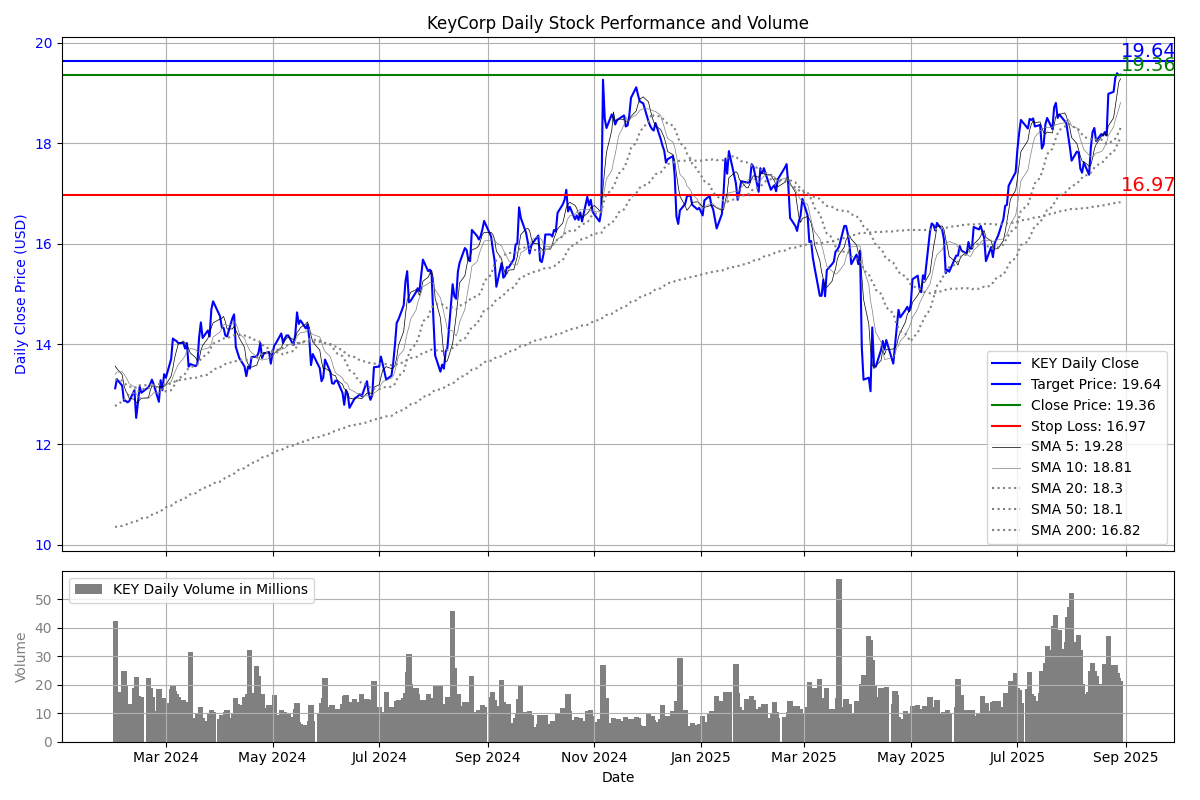 KeyCorp Daily Stock Performance and Volume
Daily Close Price (USD)
20
18
16
14
12
10
19.64
19.36
16.97
KEY Daily Close
Target Price: 19.64
Close Price: 19.36
Stop Loss: 16.97
SMA 5: 19.28
SMA 10: 18.81
SMA 20: 18.3
SMA 50: 18.1
SMA 200: 16.82
Volume
50
40
30
20
10
0
KEY Daily Volume in Millions
Mar 2024
May 2024
Jul 2024
Sep 2024
Nov 2024
Jan 2025
Mar 2025
May 2025
Jul 2025
Sep 2025
Date